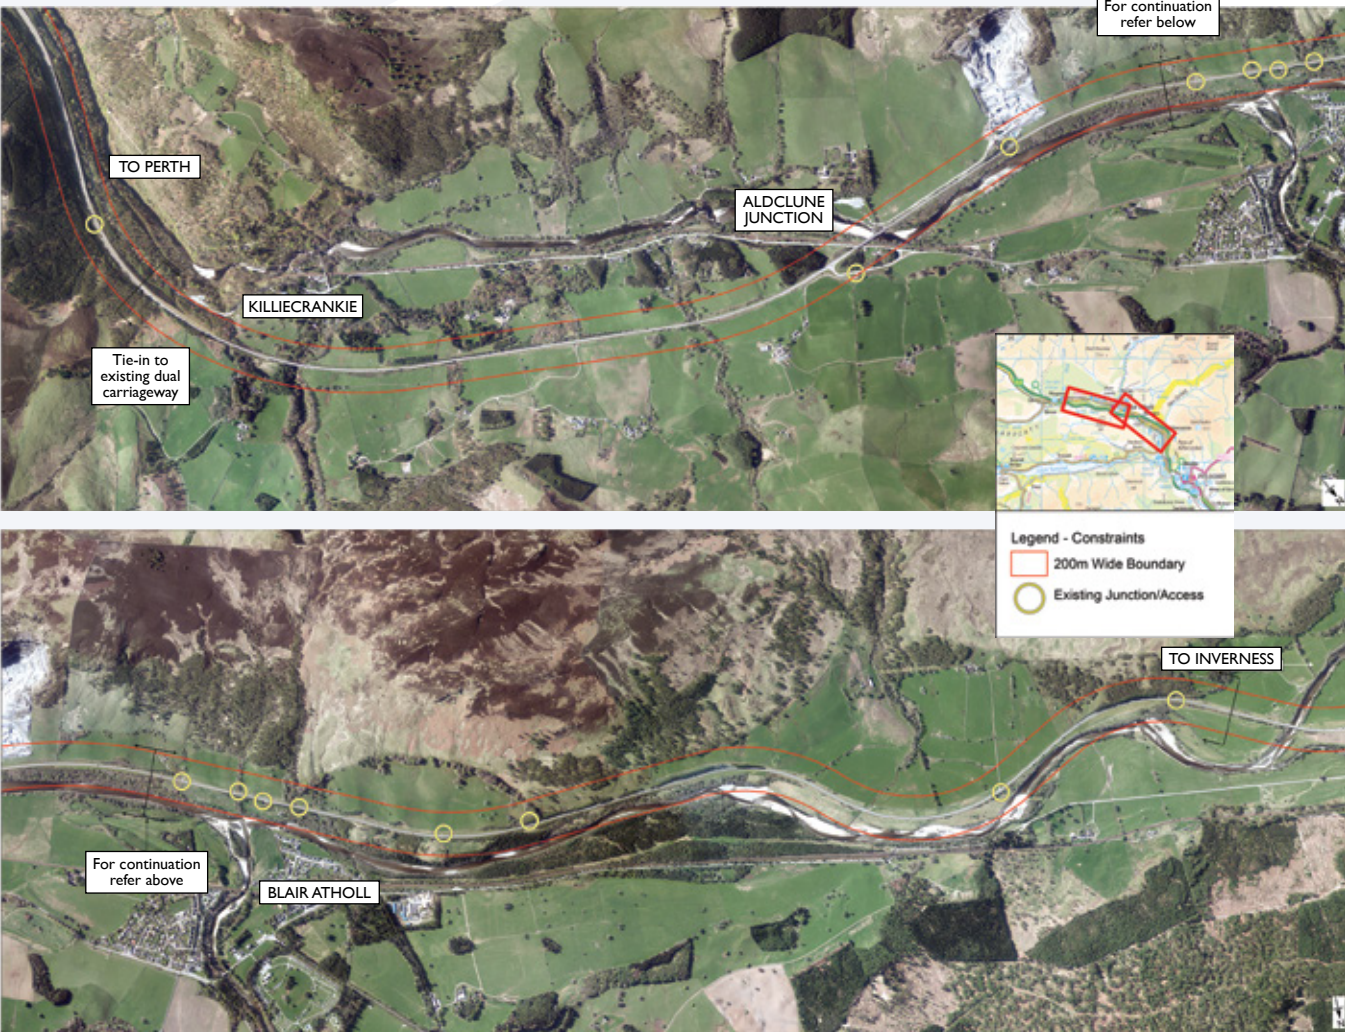 For continuation
refer below
TO PERTH
ALDCLUNE
JUNCTION
KILLIECRANKIE
Tie-in to
existing dual
carriageway
Legend - Constraints
200m Wide Boundary
Existing Junction/Access
TO INVERNESS
For continuation
refer above
BLAIR ATHOLL